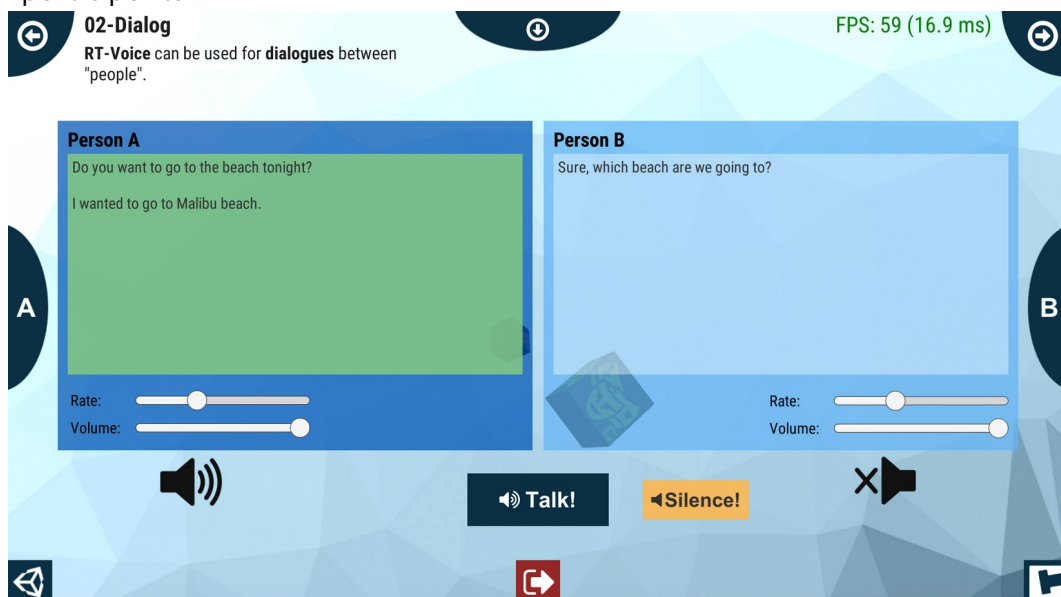 02-Dialog
FPS: 59 (16.9 ms)
RT-Voice can be used for dialogues between
"people".
Person A
Do you want to go to the beach tonight?
I wanted to go to Malibu beach.
Rate:
Volume:
Person B
Sure, which beach are we going to?
Rate:
Volume:
A
B
Talk!
Silence!